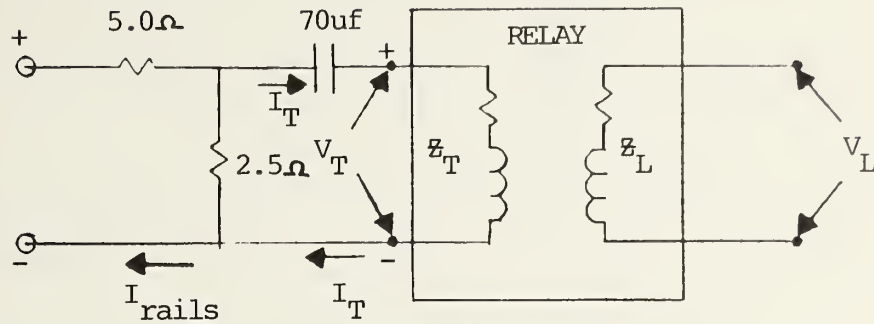 5.0Ω
70uf
RELAY
+
+
I_T
2.5Ω
V_T
Z_T
Z_L
V_L
-
-
I_rails
I_T